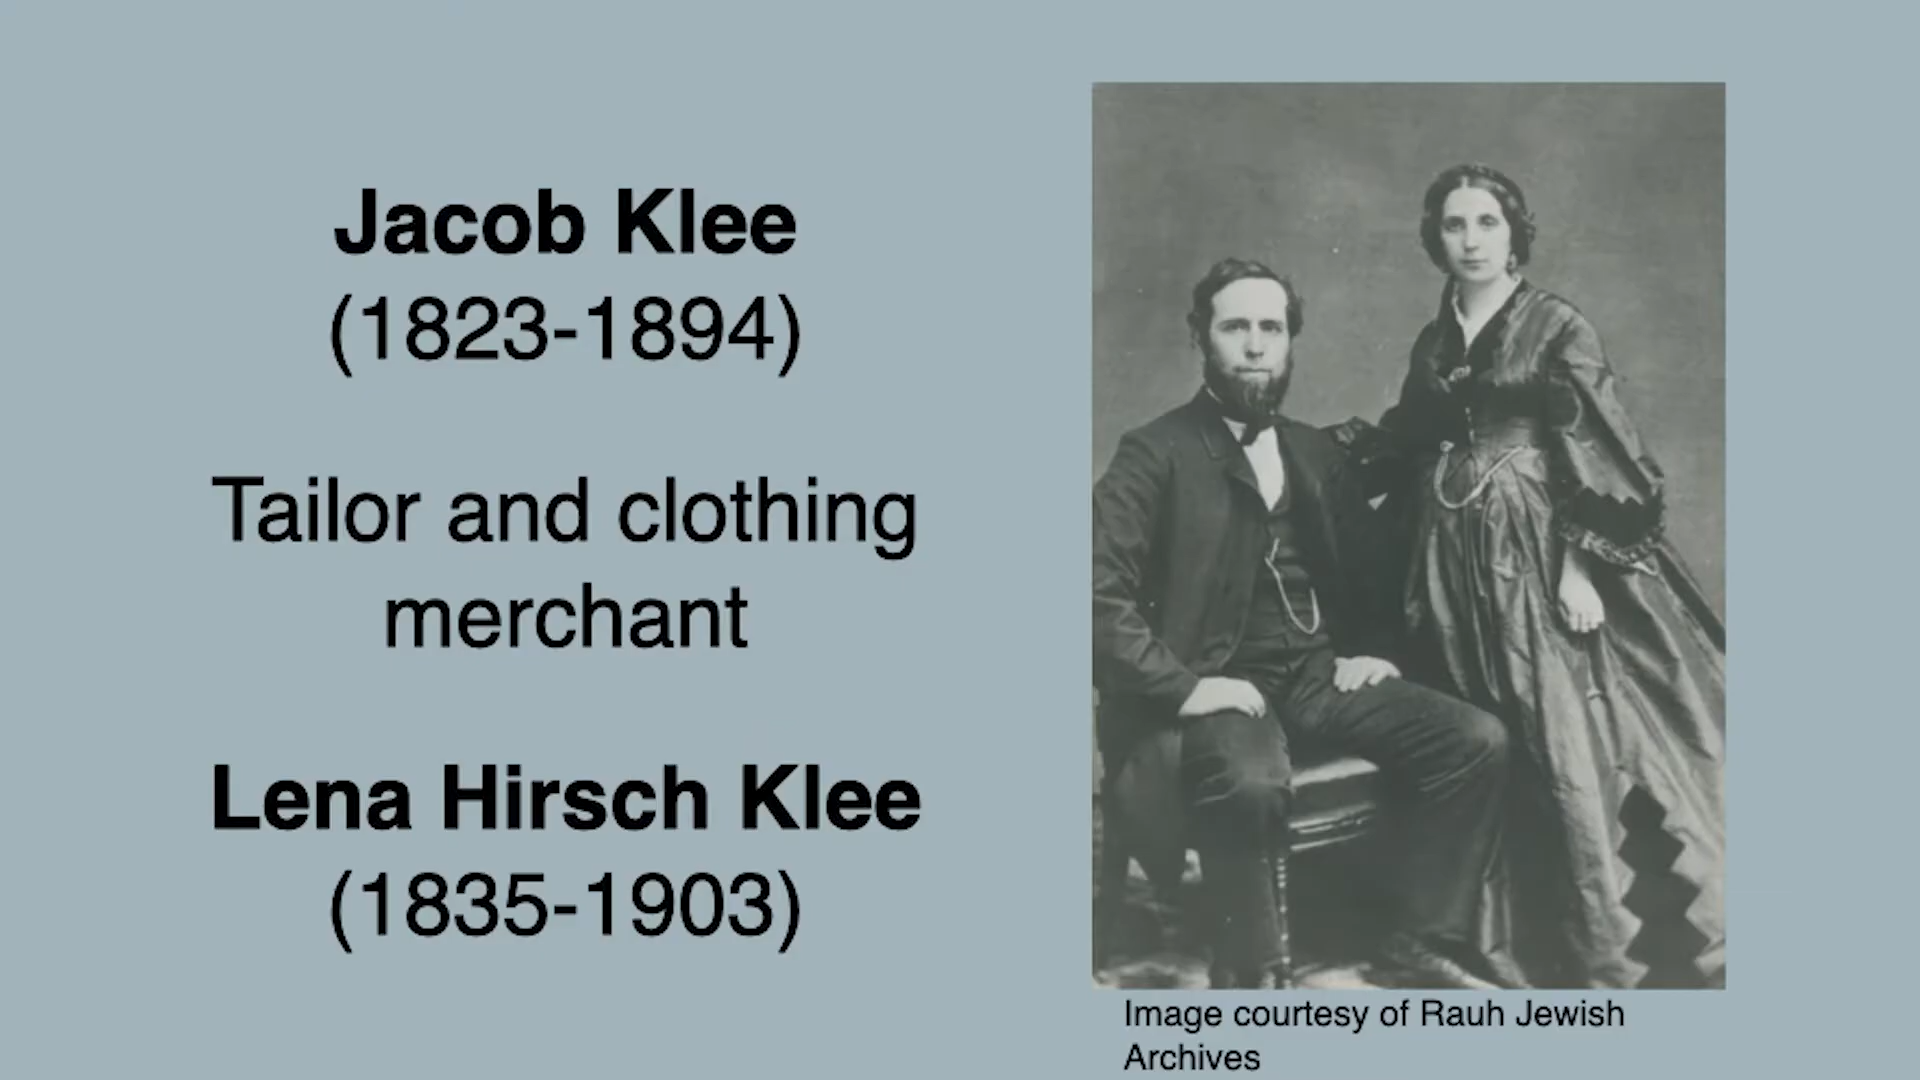 Jacob Klee
(1823-1894)
Tailor and clothing
merchant
Lena Hirsch Klee
(1835-1903)
Image courtesy of Rauh Jewish
Archives